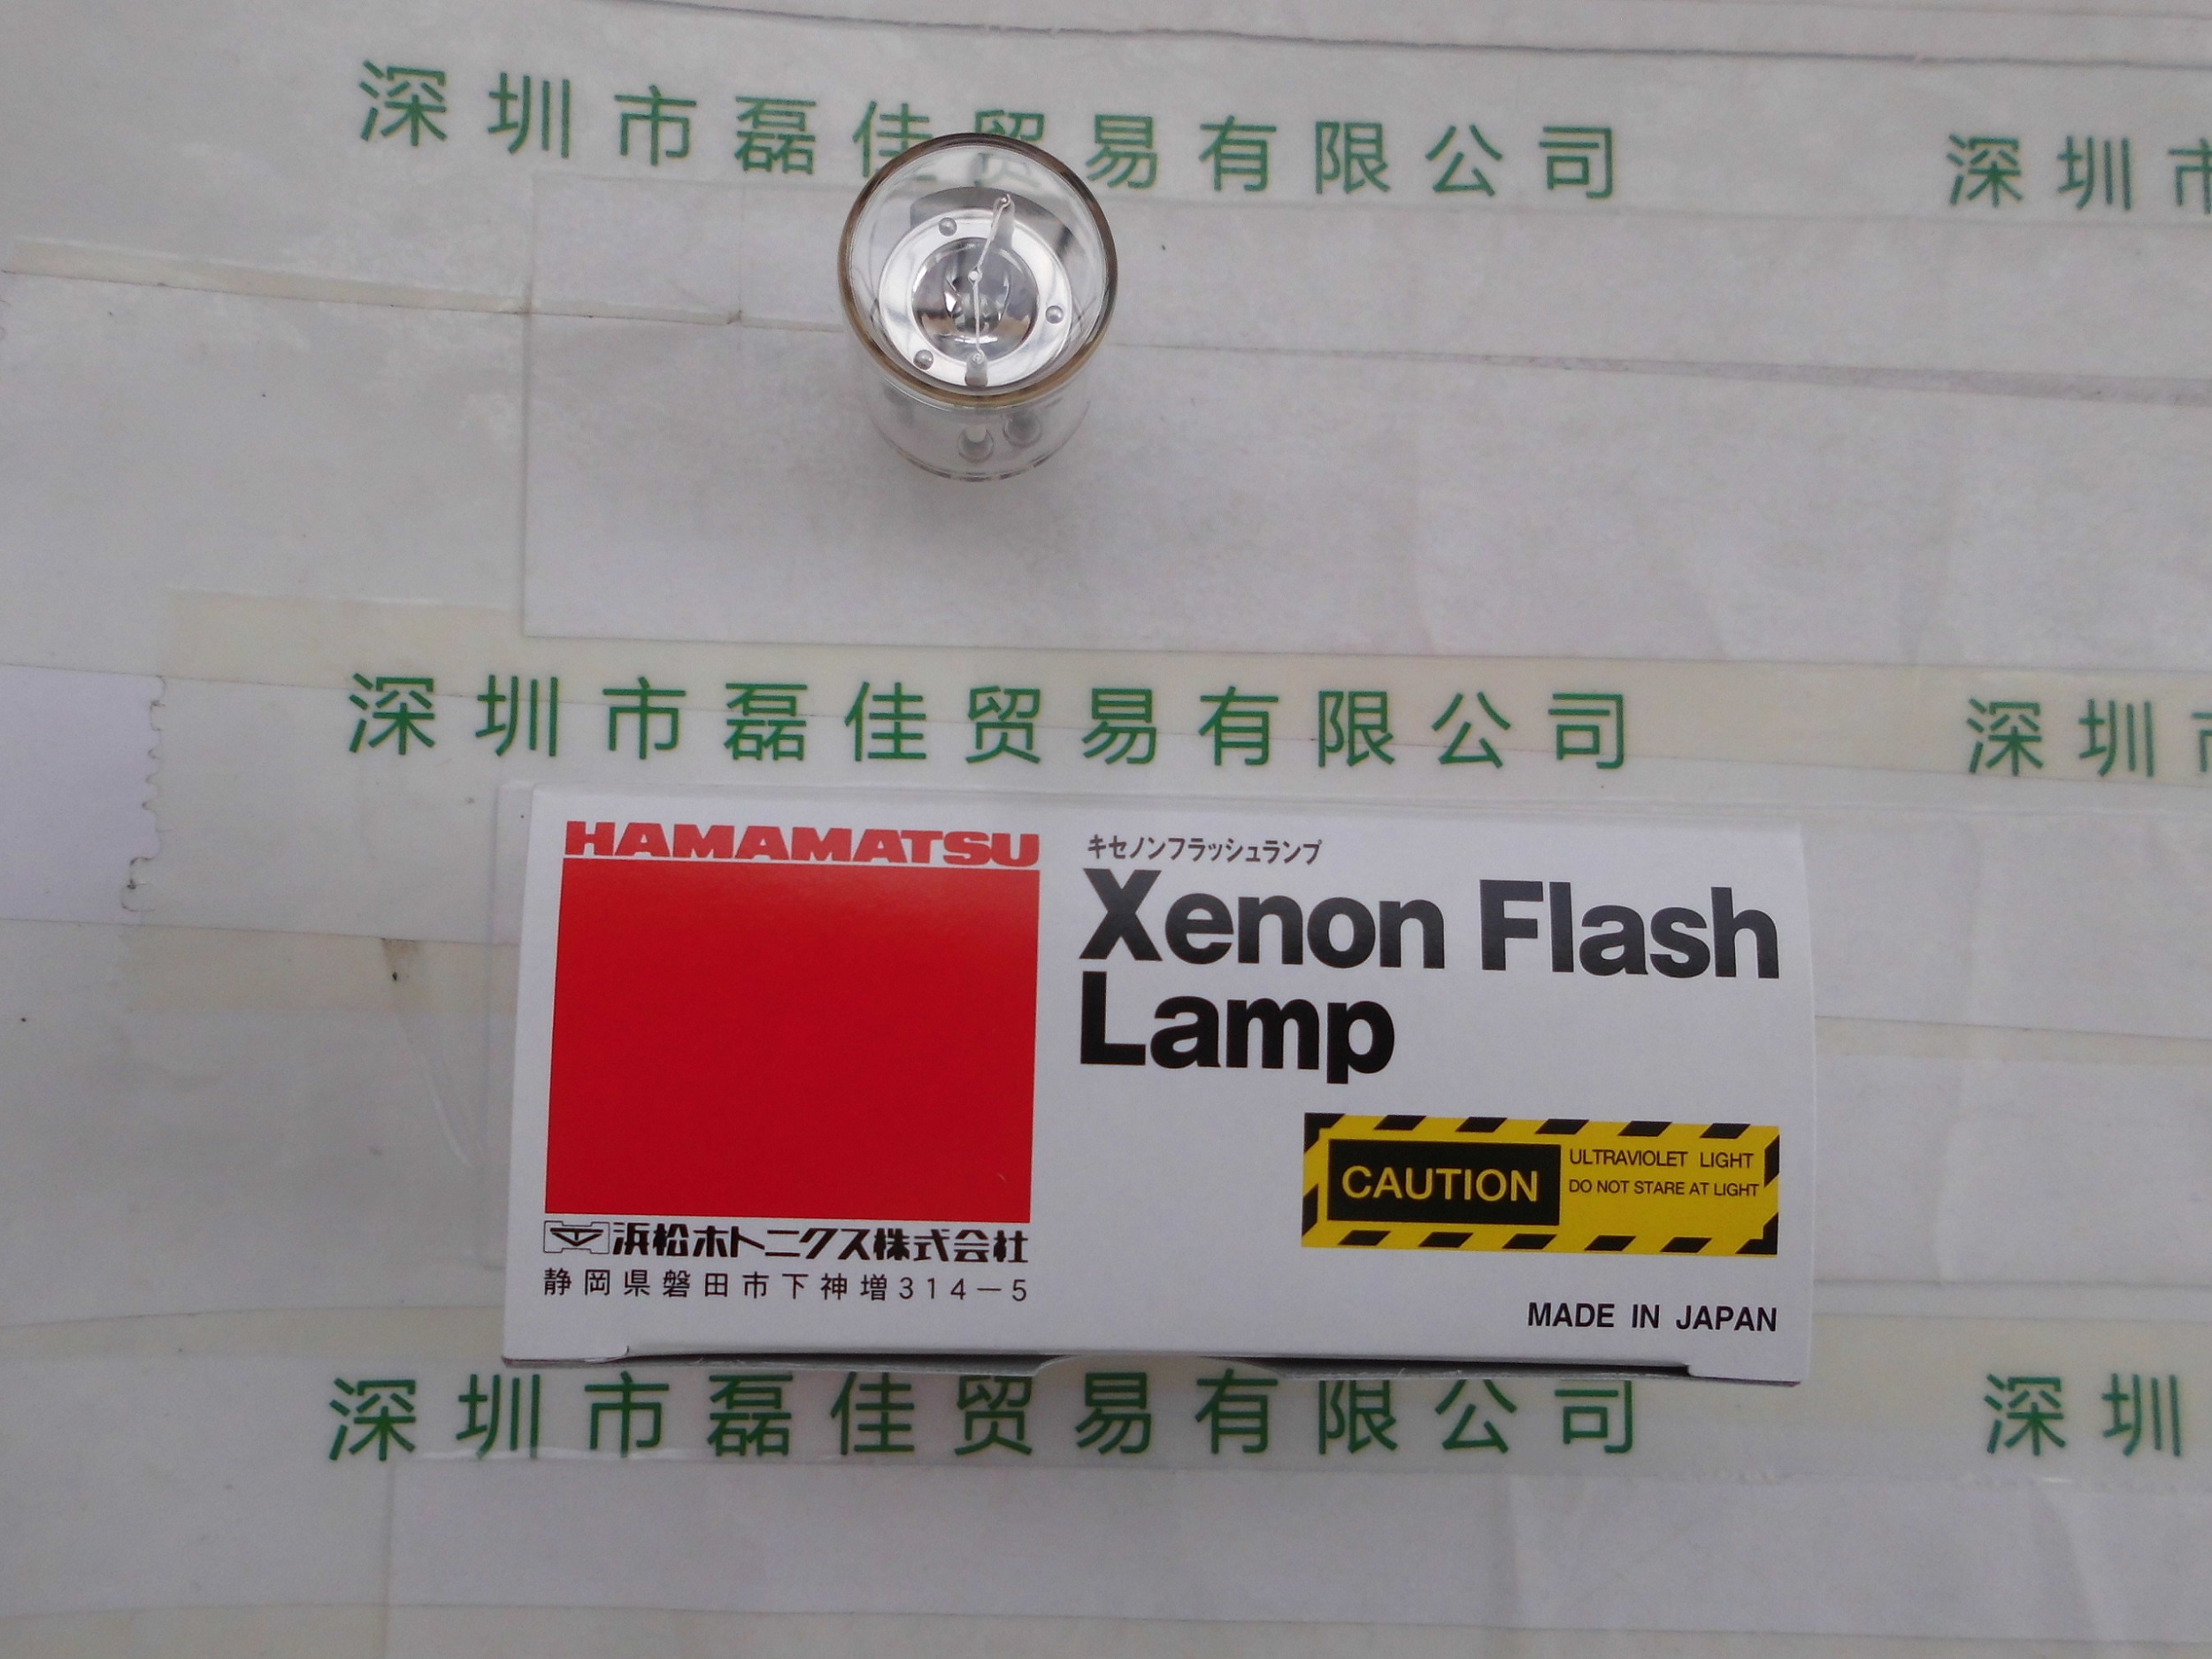 深圳市磊佳贸易有限公司 深圳市
深圳市磊佳贸易有限公司 深圳
HAMAMATSU
キセノンフラッシュランプ
Xenon Flash
Lamp
CAUTION
ULTRAVIOLET LIGHT
DO NOT STARE AT LIGHT
浜松ホトニクス株式会社
静岡県磐田市下神増314-5
MADE IN JAPAN
深圳市磊佳贸易有限公司 深圳